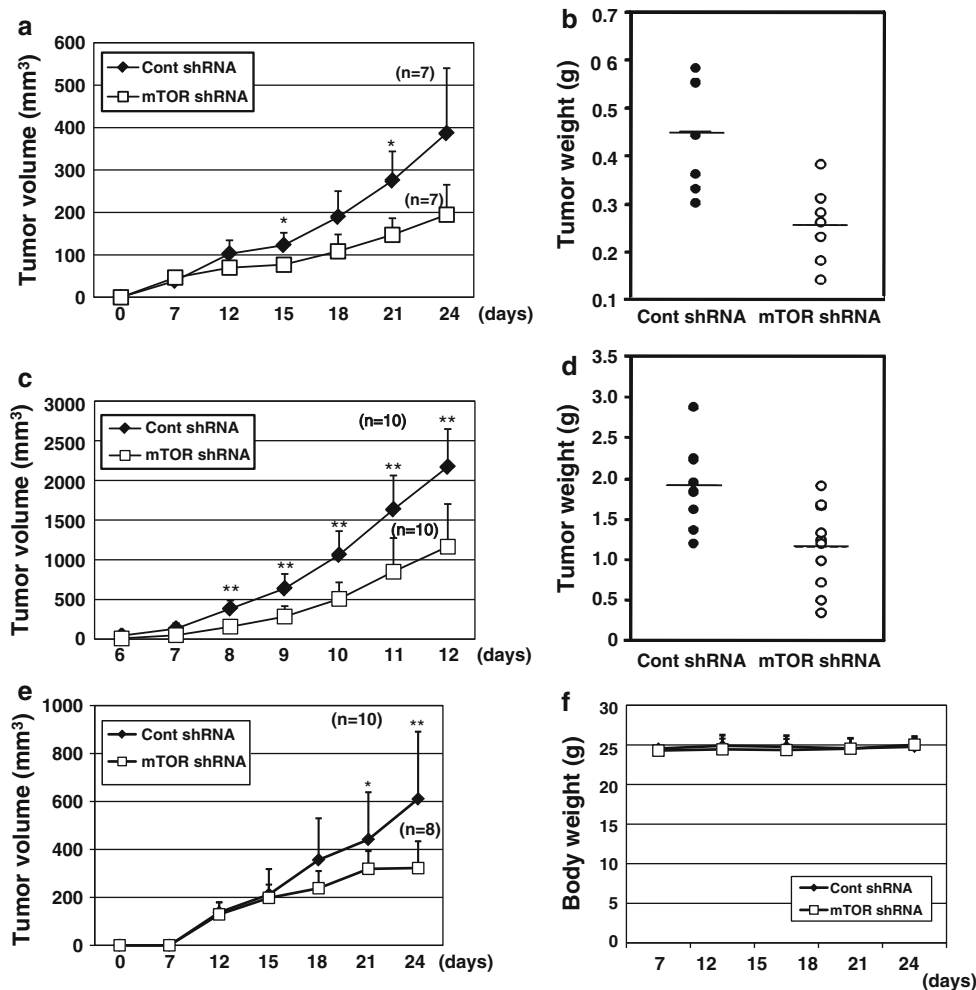 a
Tumor volume (mm³)
600
500
400
300
200
100
0
Cont shRNA
mTOR shRNA
(n=7)
*
*
(n=7)
0 7 12 15 18 21 24 (days)
b
Tumor weight (g)
0.7
0 6
0.5
0.4
0.3
0.2
0.1
Cont shRNA mTOR shRNA
c
Tumor volume (mm³)
3000
2500
2000
1500
1000
500
0
Cont shRNA
mTOR shRNA
(n=10)
**
**
**
**
**
(n=10)
6 7 8 9 10 11 12 (days)
d
Tumor weight (g)
3.5
3.0
2.5
2.0
1.5
1.0
0.5
0
Cont shRNA mTOR shRNA
e
Tumor volume (mm³)
1000
800
600
400
200
0
Cont shRNA
mTOR shRNA
(n=10)
**
*
(n=8)
0 7 12 15 18 21 24 (days)
f
Body weight (g)
30
25
20
15
10
5
0
Cont shRNA
mTOR shRNA
7 12 15 18 21 24
(days)